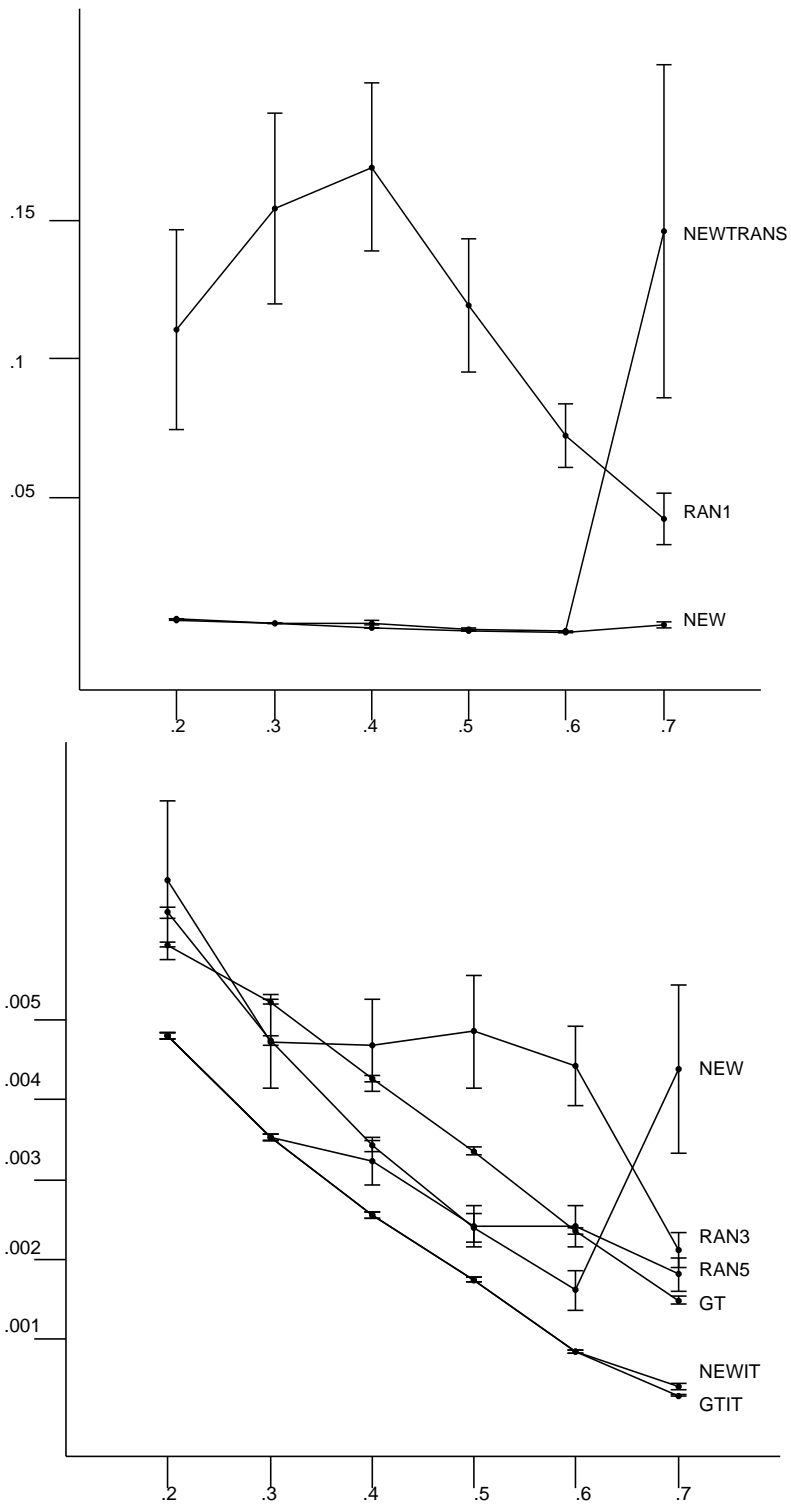 .15
NEWTRANS
.1
.05
RAN1
NEW
.2 .3 .4 .5 .6 .7
.005
NEW
.004
.003
RAN3
.002
RAN5
GT
.001
NEWIT
GTIT
.2 .3 .4 .5 .6 .7